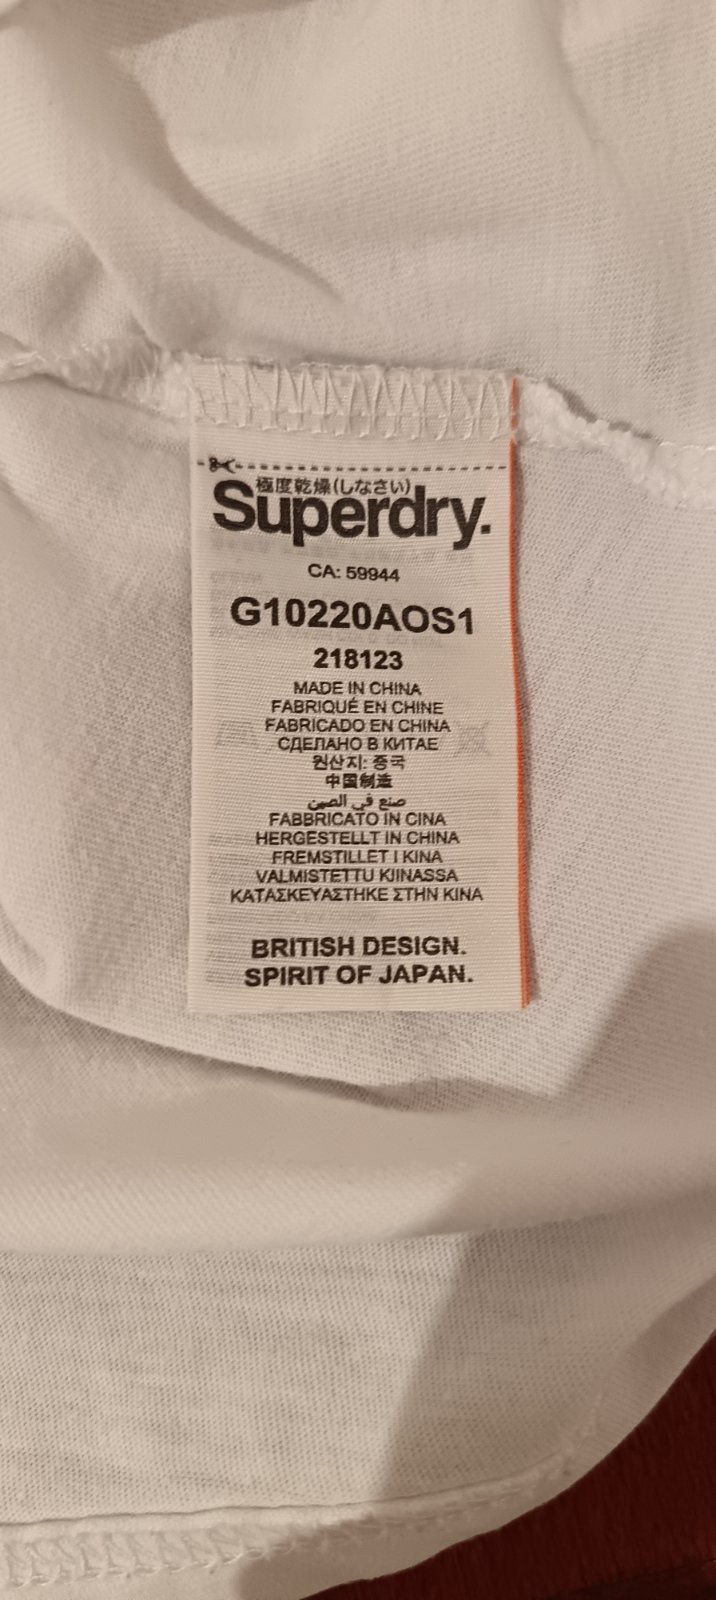 極度乾燥(しなさい)
Superdry.
CA: 59944
G10220AOS1
218123
MADE IN CHINA
FABRIQUÉ EN CHINE
FABRICADO EN CHINA
СДЕЛАНО В КИТАЕ
원산지: 중국
中国制造
صنع في الصين
FABBRICATO IN CINA
HERGESTELLT IN CHINA
FREMSTILLET I KINA
VALMISTETTU KIINASSA
ΚΑΤΑΣΚΕΥΑΣΤΗΚΕ ΣΤΗΝ ΚΙΝΑ
BRITISH DESIGN.
SPIRIT OF JAPAN.